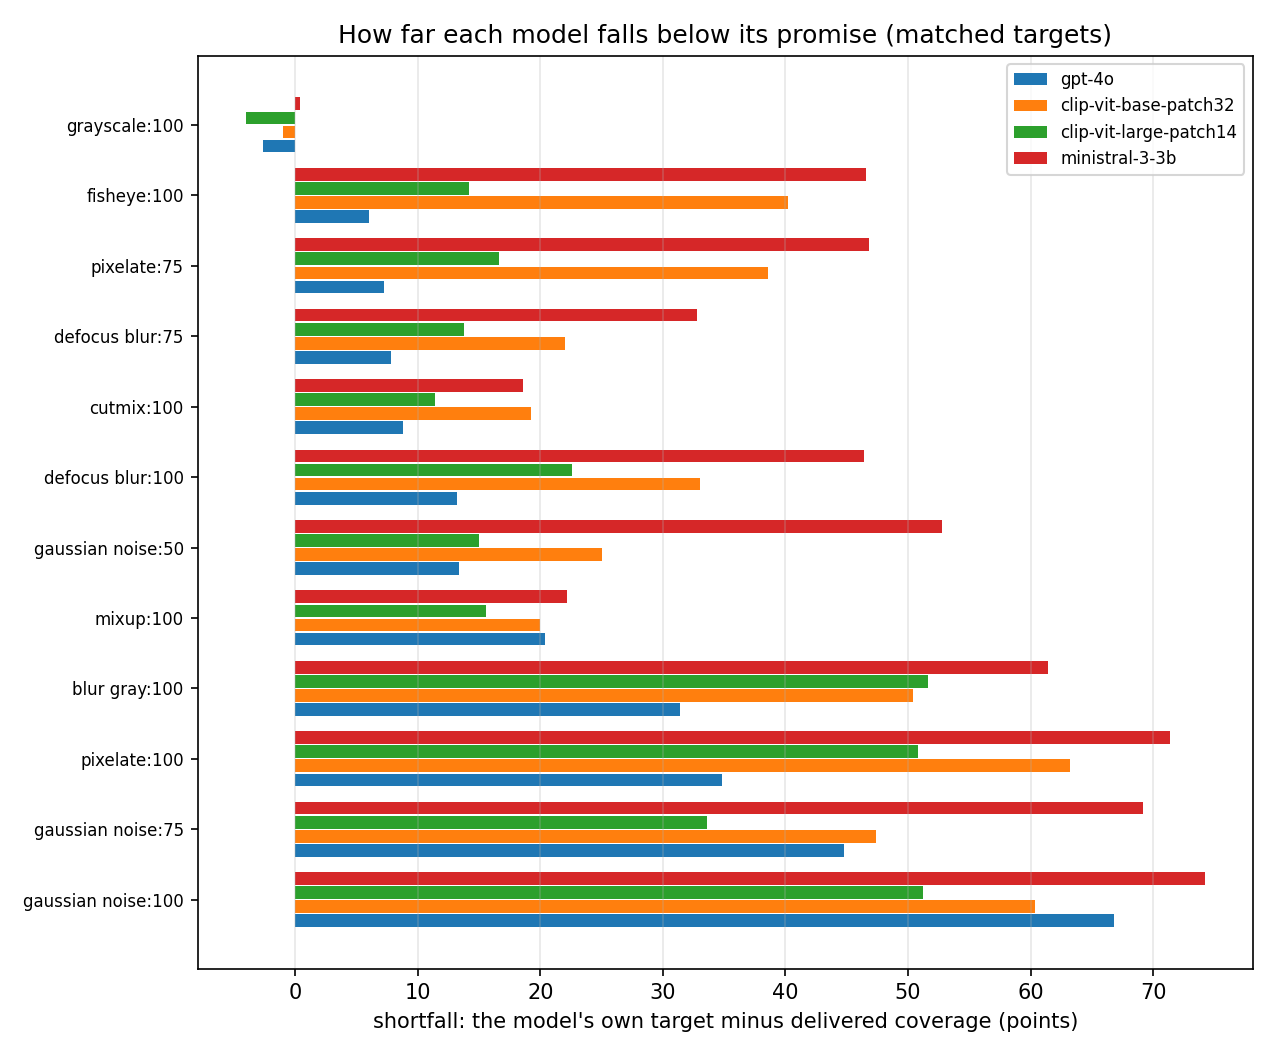 How far each model falls below its promise (matched targets)
gpt-4o
clip-vit-base-patch32
clip-vit-large-patch14
ministral-3-3b
grayscale:100
fisheye:100
pixelate:75
defocus blur:75
cutmix:100
defocus blur:100
gaussian noise:50
mixup:100
blur gray:100
pixelate:100
gaussian noise:75
gaussian noise:100
0 10 20 30 40 50 60 70
shortfall: the model's own target minus delivered coverage (points)